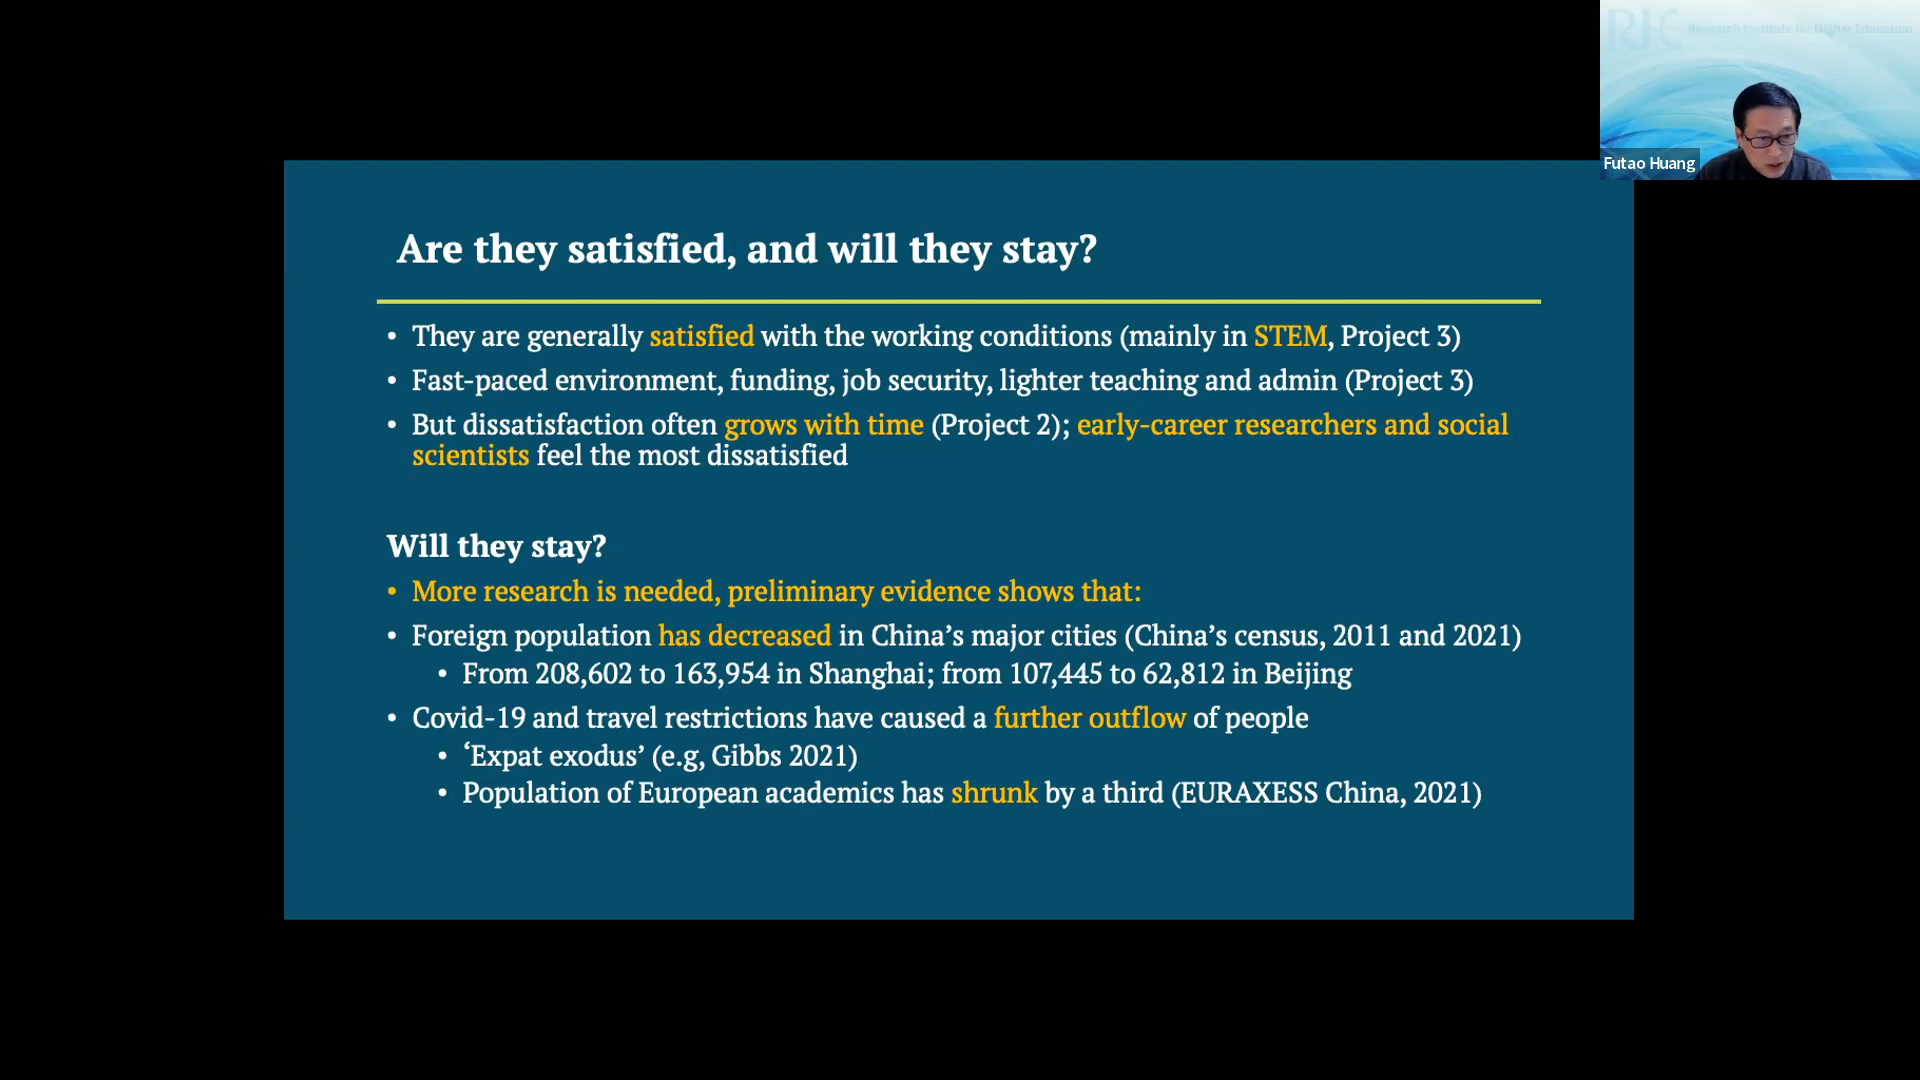 RIHE Research Institute for Higher Education
Futao Huang
Are they satisfied, and will they stay?
• They are generally satisfied with the working conditions (mainly in STEM, Project 3)
• Fast-paced environment, funding, job security, lighter teaching and admin (Project 3)
• But dissatisfaction often grows with time (Project 2); early-career researchers and social
scientists feel the most dissatisfied
Will they stay?
• More research is needed, preliminary evidence shows that:
• Foreign population has decreased in China’s major cities (China’s census, 2011 and 2021)
• From 208,602 to 163,954 in Shanghai; from 107,445 to 62,812 in Beijing
• Covid-19 and travel restrictions have caused a further outflow of people
• ‘Expat exodus’ (e.g, Gibbs 2021)
• Population of European academics has shrunk by a third (EURAXESS China, 2021)